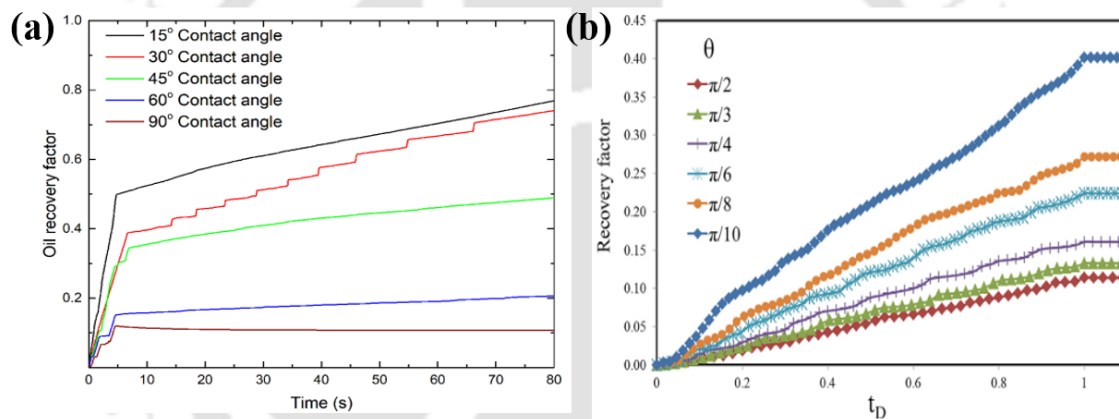 (a)
Oil recovery factor
1.0
0.8
0.6
0.4
0.2
15° Contact angle
30° Contact angle
45° Contact angle
60° Contact angle
90° Contact angle
0 10 20 30 40 50 60 70 80
Time (s)
(b)
Recovery factor
0.45
0.40
0.35
0.30
0.25
0.20
0.15
0.10
0.05
0.00
θ
π/2
π/3
π/4
π/6
π/8
π/10
0 0.2 0.4 0.6 0.8 1
t_D